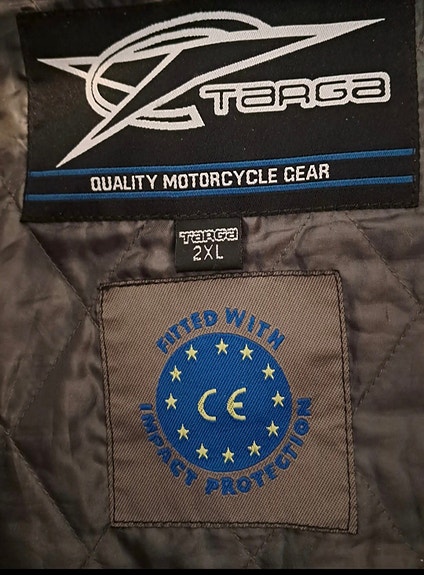 TARGA
QUALITY MOTORCYCLE GEAR
TARGA
2XL
FITTED WITH
CE
IMPACT PROTECTION